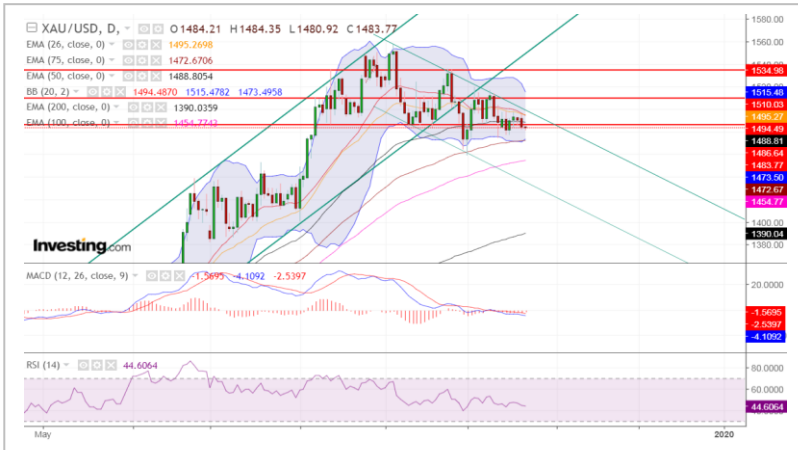 XAU/USD, D, O1484.21 H1484.35 L1480.92 C1483.77
EMA (26, close, 0) 1495.2698
EMA (75, close, 0) 1472.6706
EMA (50, close, 0) 1488.8054
BB (20, 2) 1494.4870 1515.4782 1473.4958
EMA (200, close, 0) 1390.0359
EMA (100, close, 0) 1454.7743
1580.00
1560.00
1534.98
1515.48
1510.03
1496.27
1494.49
1488.81
1486.64
1483.77
1473.50
1472.67
1454.77
1400.00
1390.04
1380.00
Investing.com
MACD (12, 26, close, 9) -1.5695 -4.1092 -2.5397
20.0000
-1.5695
-2.5397
-4.1092
RSI (14) 44.6064
80.0000
60.0000
44.6064
May
2020